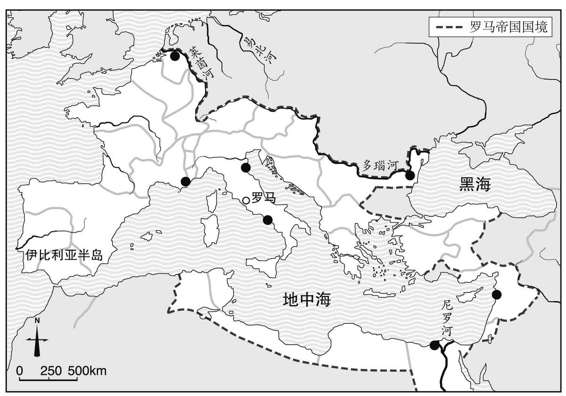 罗马帝国国境
莱茵河
易北河
多瑙河
黑海
罗马
伊比利亚半岛
地中海
尼罗河
N
0 250 500km